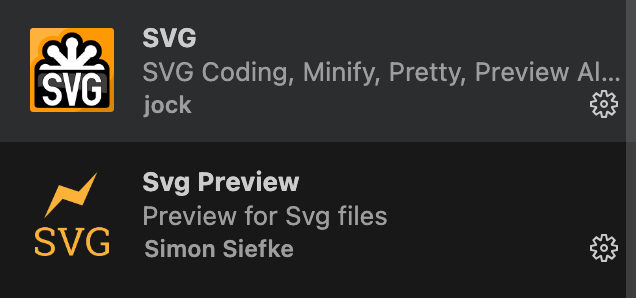 SVG
SVG
SVG Coding, Minify, Pretty, Preview Al...
jock
Svg Preview
SVG
Preview for Svg files
Simon Siefke